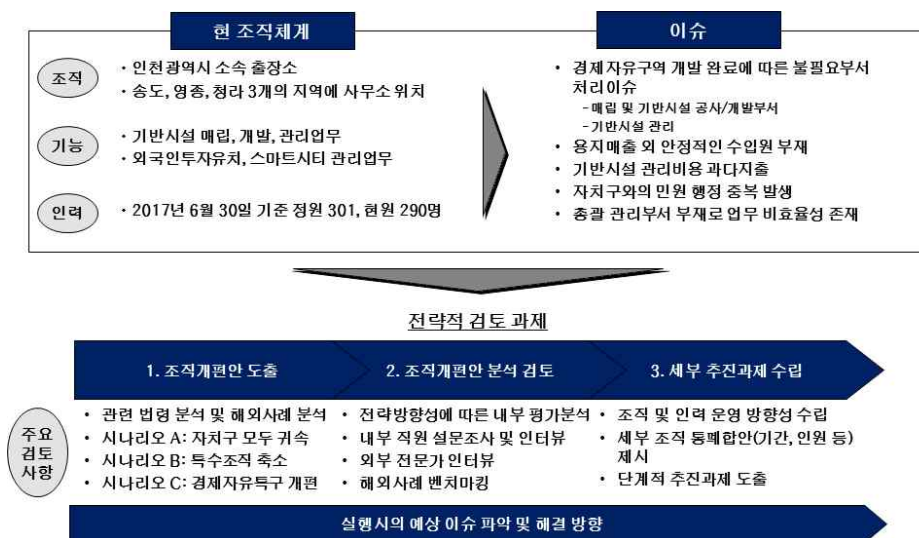 현 조직체계
조직
· 인천광역시 소속 출장소
· 송도, 영종, 청라 3개의 지역에 사무소 위치
기능
· 기반시설 매립, 개발, 관리업무
· 외국인투자유치, 스마트시티 관리업무
인력
· 2017년 6월 30일 기준 정원 301, 현원 290명
이슈
• 경제자유구역 개발 완료에 따른 불필요부서
처리이슈
-매립 및 기반시설 공사/개발부서
-기반시설 관리
• 용지매출 외 안정적인 수입원 부재
• 기반시설 관리비용 과다지출
• 자치구와의 민원 행정 중복 발생
• 총괄 관리부서 부재로 업무 비효율성 존재
전략적 검토 과제
1. 조직개편안 도출
2. 조직개편안 분석 검토
3. 세부 추진과제 수립
주요
검토
사항
• 관련 법령 분석 및 해외사례 분석
• 시나리오 A: 자치구 모두 귀속
• 시나리오 B: 특수조직 축소
• 시나리오 C: 경제자유특구 개편
• 전략방향성에 따른 내부 평가분석
• 내부 직원 설문조사 및 인터뷰
• 외부 전문가 인터뷰
• 해외사례 벤치마킹
• 조직 및 인력 운영 방향성 수립
• 세부 조직 통폐합안(기간, 인원 등)
제시
• 단계적 추진과제 도출
실행시의 예상 이슈 파악 및 해결 방향